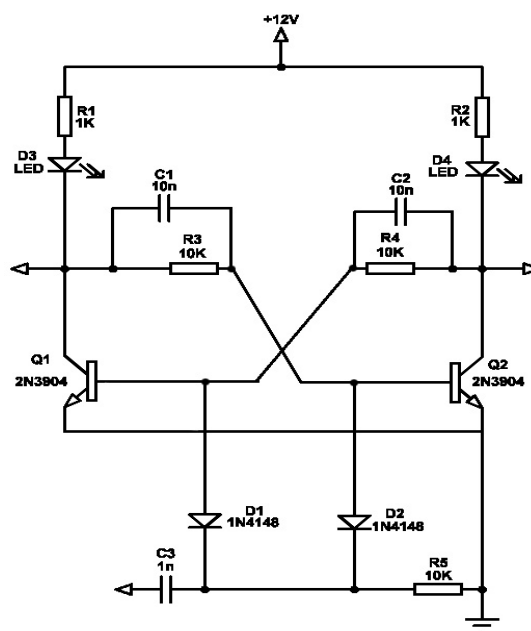 +12V
R1
1K
R2
1K
D3
LED
D4
LED
C1
10n
C2
10n
R3
10K
R4
10K
Q1
2N3904
Q2
2N3904
D1
1N4148
D2
1N4148
C3
1n
R5
10K